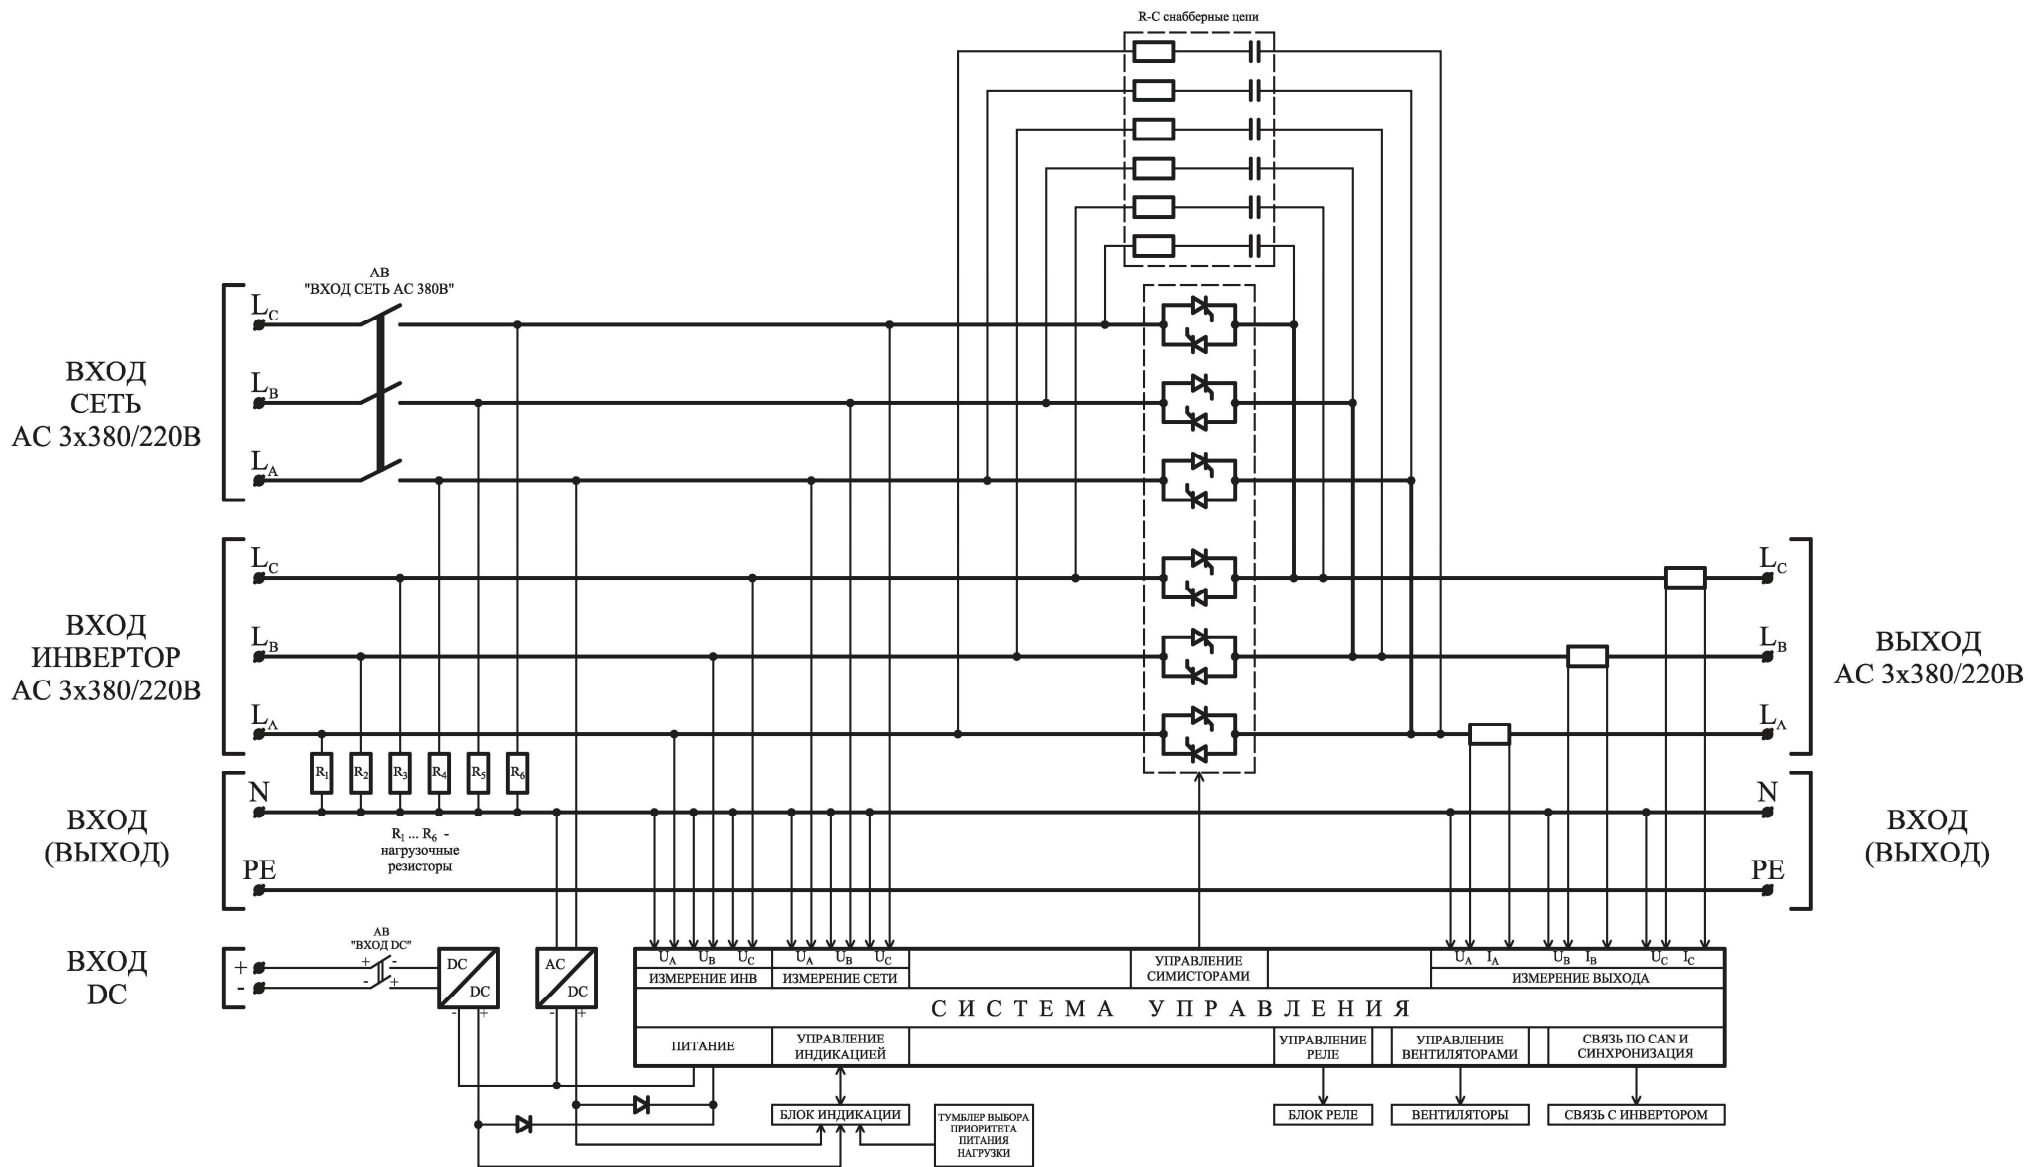 R-C снабберные цепи
АВ
"ВХОД СЕТЬ АС 380В"
LC
LB
LA
ВХОД
СЕТЬ
АС 3х380/220В
LC
LB
LA
ВХОД
ИНВЕРТОР
АС 3х380/220В
LC
LB
LA
ВЫХОД
АС 3х380/220В
R1
R2
R3
R4
R5
R6
N
PE
ВХОД
(ВЫХОД)
R1 ... R6 -
нагрузочные
резисторы
N
PE
ВХОД
(ВЫХОД)
ВХОД
DC
+
-
АВ
"ВХОД DC"
+ -
- +
DC
DC
- +
AC
DC
- +
UA UB UC
ИЗМЕРЕНИЕ ИНВ
UA UB UC
ИЗМЕРЕНИЕ СЕТИ
УПРАВЛЕНИЕ
СИМИСТОРАМИ
UA IA UB IB UC IC
ИЗМЕРЕНИЕ ВЫХОДА
СИСТЕМА УПРАВЛЕНИЯ
ПИТАНИЕ
УПРАВЛЕНИЕ
ИНДИКАЦИЕЙ
УПРАВЛЕНИЕ
РЕЛЕ
УПРАВЛЕНИЕ
ВЕНТИЛЯТОРАМИ
СВЯЗЬ ПО CAN И
СИНХРОНИЗАЦИЯ
БЛОК ИНДИКАЦИИ
ТУМБЛЕР ВЫБОРА
ПРИОРИТЕТА
ПИТАНИЯ
НАГРУЗКИ
БЛОК РЕЛЕ
ВЕНТИЛЯТОРЫ
СВЯЗЬ С ИНВЕРТОРОМ